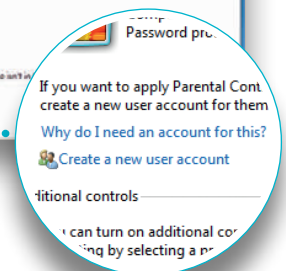 Password pro
If you want to apply Parental Cont
create a new user account for them
Why do I need an account for this?
Create a new user account
ditional controls
can turn on additional co
ing by selecting a